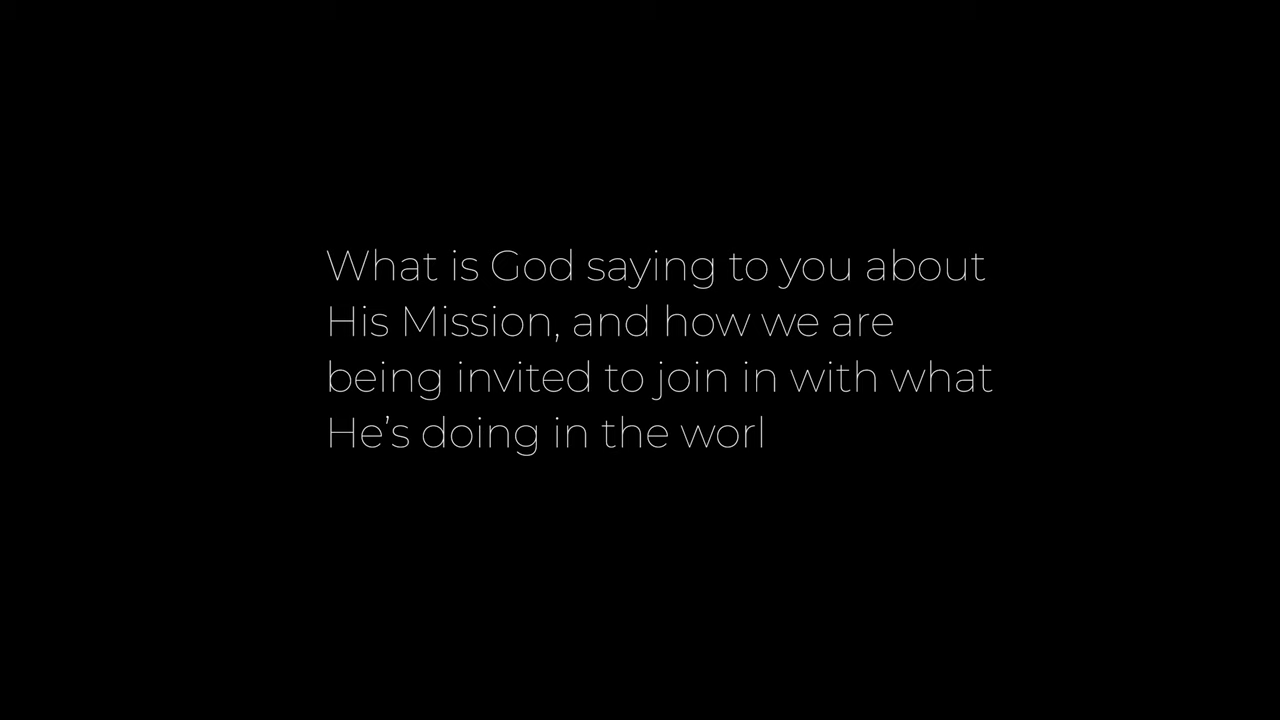 What is God saying to you about
His Mission, and how we are
being invited to join in with what
He’s doing in the worl